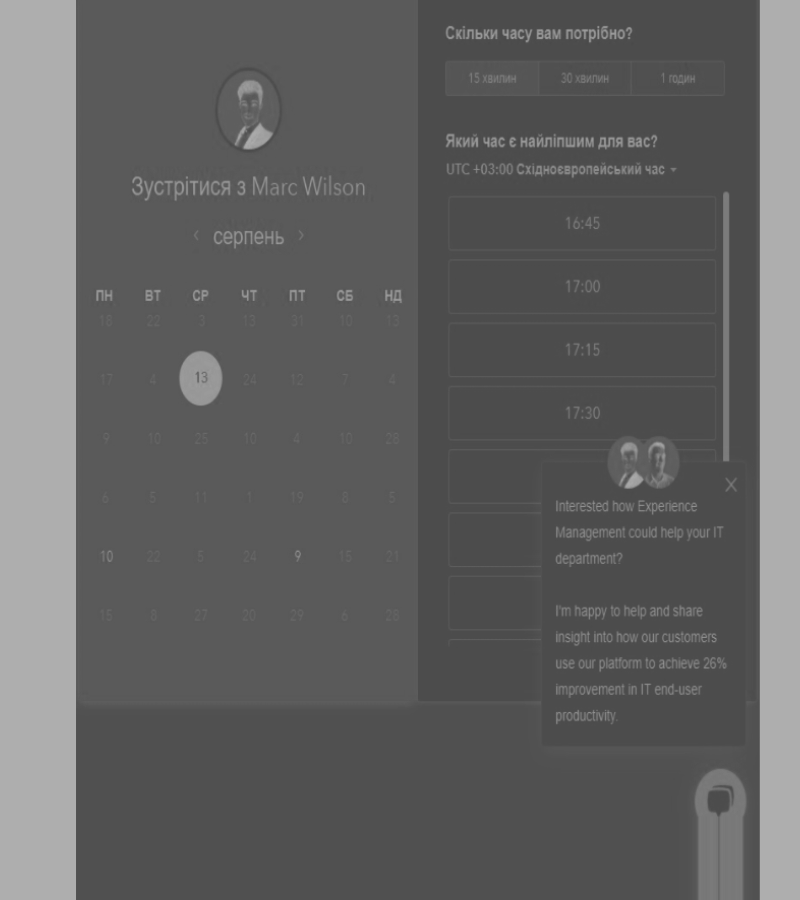 Зустрітися з Marc Wilson
серпень
ПН ВТ СР ЧТ ПТ СБ НД
18 22 3 13 31 10 13
17 4 13 24 12 7 4
9 10 25 10 4 10 28
6 5 11 1 19 8 5
10 22 5 24 9 15 21
15 8 27 20 29 6 28
Скільки часу вам потрібно?
15 хвилин 30 хвилин 1 годин
Який час є найліпшим для вас?
UTC +03:00 Східноєвропейський час
16:45
17:00
17:15
17:30
Interested how Experience
Management could help your IT
department?
I'm happy to help and share
insight into how our customers
use our platform to achieve 26%
improvement in IT end-user
productivity.